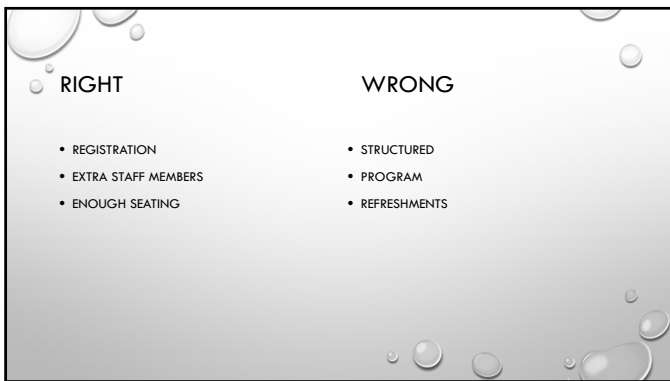 RIGHT
• REGISTRATION
• EXTRA STAFF MEMBERS
• ENOUGH SEATING
WRONG
• STRUCTURED
• PROGRAM
• REFRESHMENTS